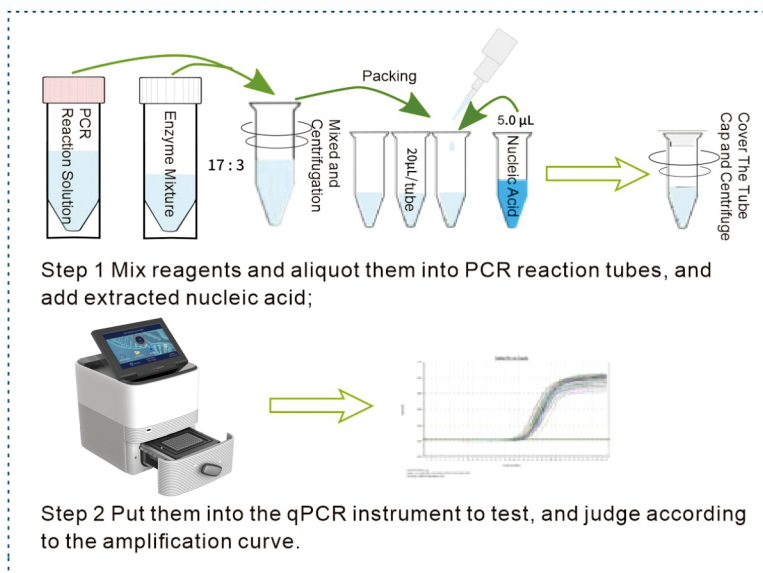 Packing
PCR
Reaction Solution
Enzyme Mixture
17:3
Mixed and
Centrifugation
20μL/tube
5.0 μL
Nucleic Acid
Cover The Tube
Cap and Centrifuge
Step 1 Mix reagents and aliquot them into PCR reaction tubes, and
add extracted nucleic acid;
Step 2 Put them into the qPCR instrument to test, and judge according
to the amplification curve.